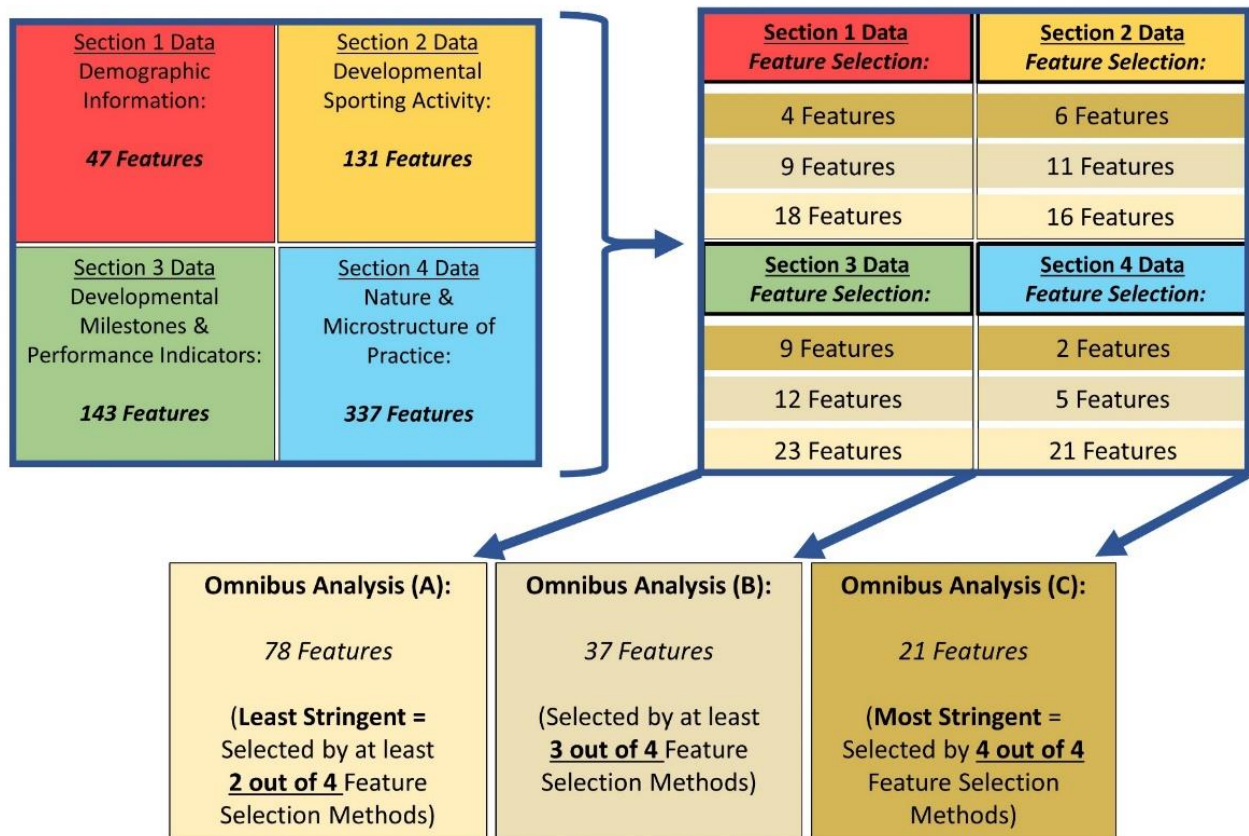 Section 1 Data
Demographic
Information:
47 Features
Section 2 Data
Developmental
Sporting Activity:
131 Features
Section 3 Data
Developmental
Milestones &
Performance Indicators:
143 Features
Section 4 Data
Nature &
Microstructure of
Practice:
337 Features
Section 1 Data
Feature Selection:
4 Features
9 Features
18 Features
Section 2 Data
Feature Selection:
6 Features
11 Features
16 Features
Section 3 Data
Feature Selection:
9 Features
12 Features
23 Features
Section 4 Data
Feature Selection:
2 Features
5 Features
21 Features
Omnibus Analysis (A):
78 Features
(Least Stringent =
Selected by at least
2 out of 4 Feature
Selection Methods)
Omnibus Analysis (B):
37 Features
(Selected by at least
3 out of 4 Feature
Selection Methods)
Omnibus Analysis (C):
21 Features
(Most Stringent =
Selected by 4 out of 4
Feature Selection
Methods)